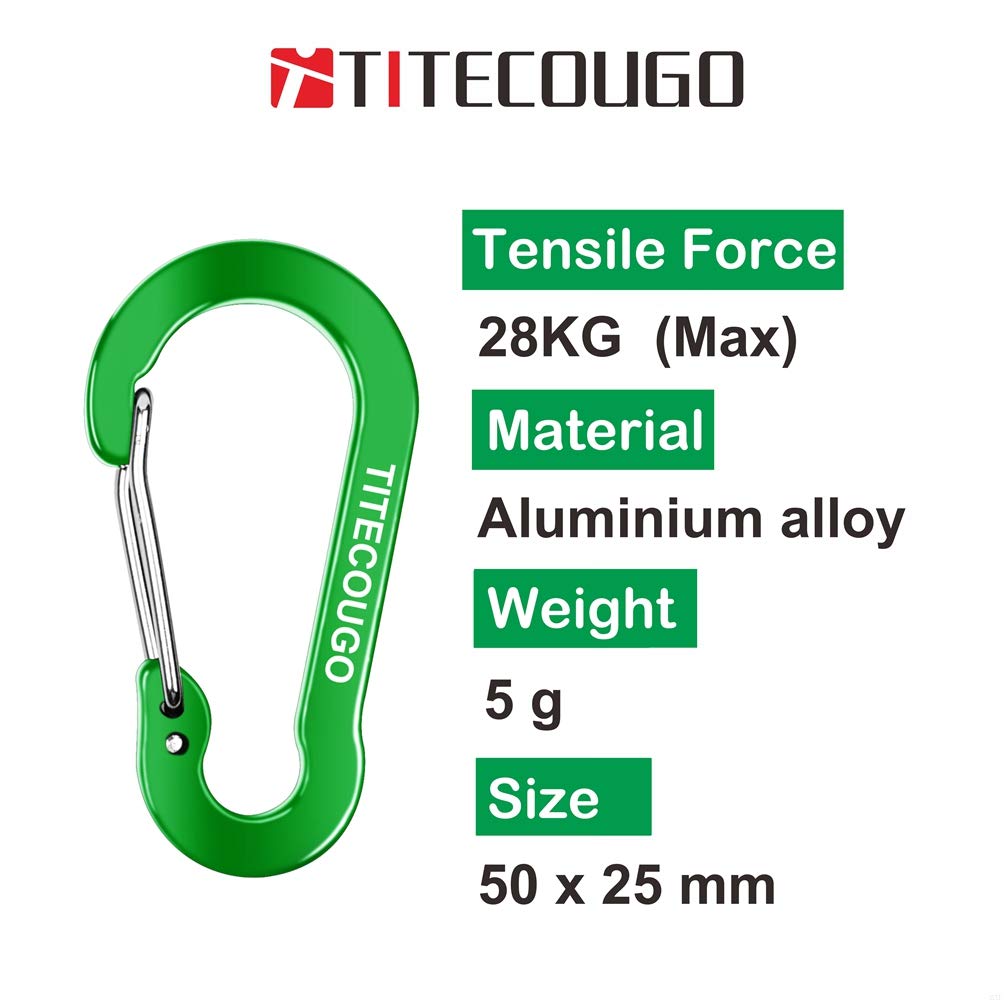 TITECOUGO
Tensile Force
28KG (Max)
Material
Aluminium alloy
Weight
5 g
Size
50 x 25 mm
TITECOUGO